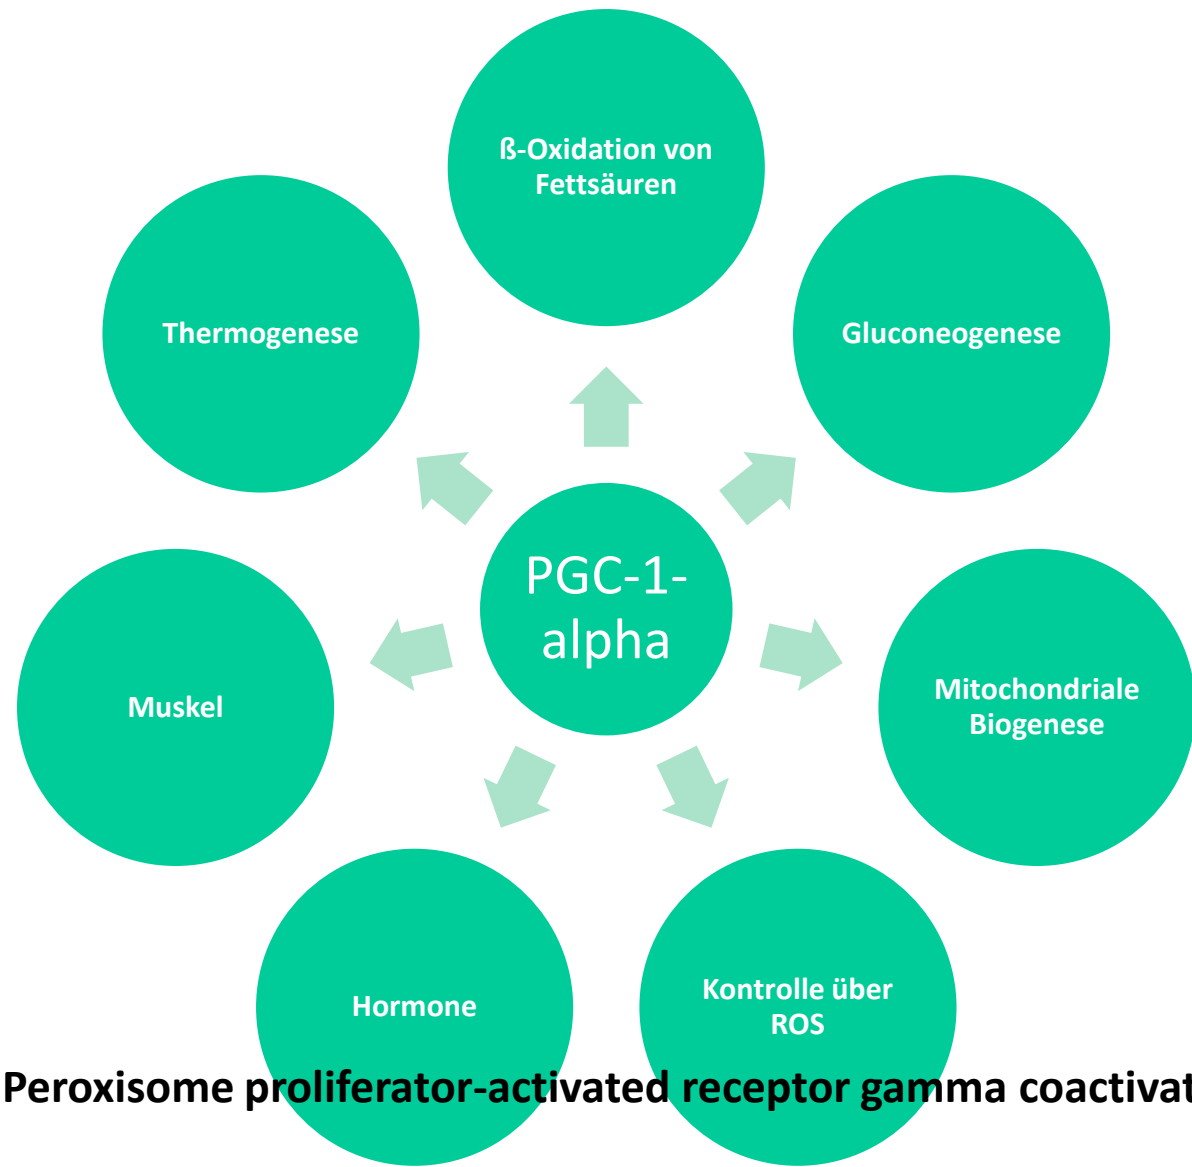 ß-Oxidation von
Fettsäuren
Thermogenese
Gluconeogenese
PGC-1-
alpha
Muskel
Mitochondriale
Biogenese
Hormone
Kontrolle über
ROS
Peroxisome proliferator-activated receptor gamma coactivat